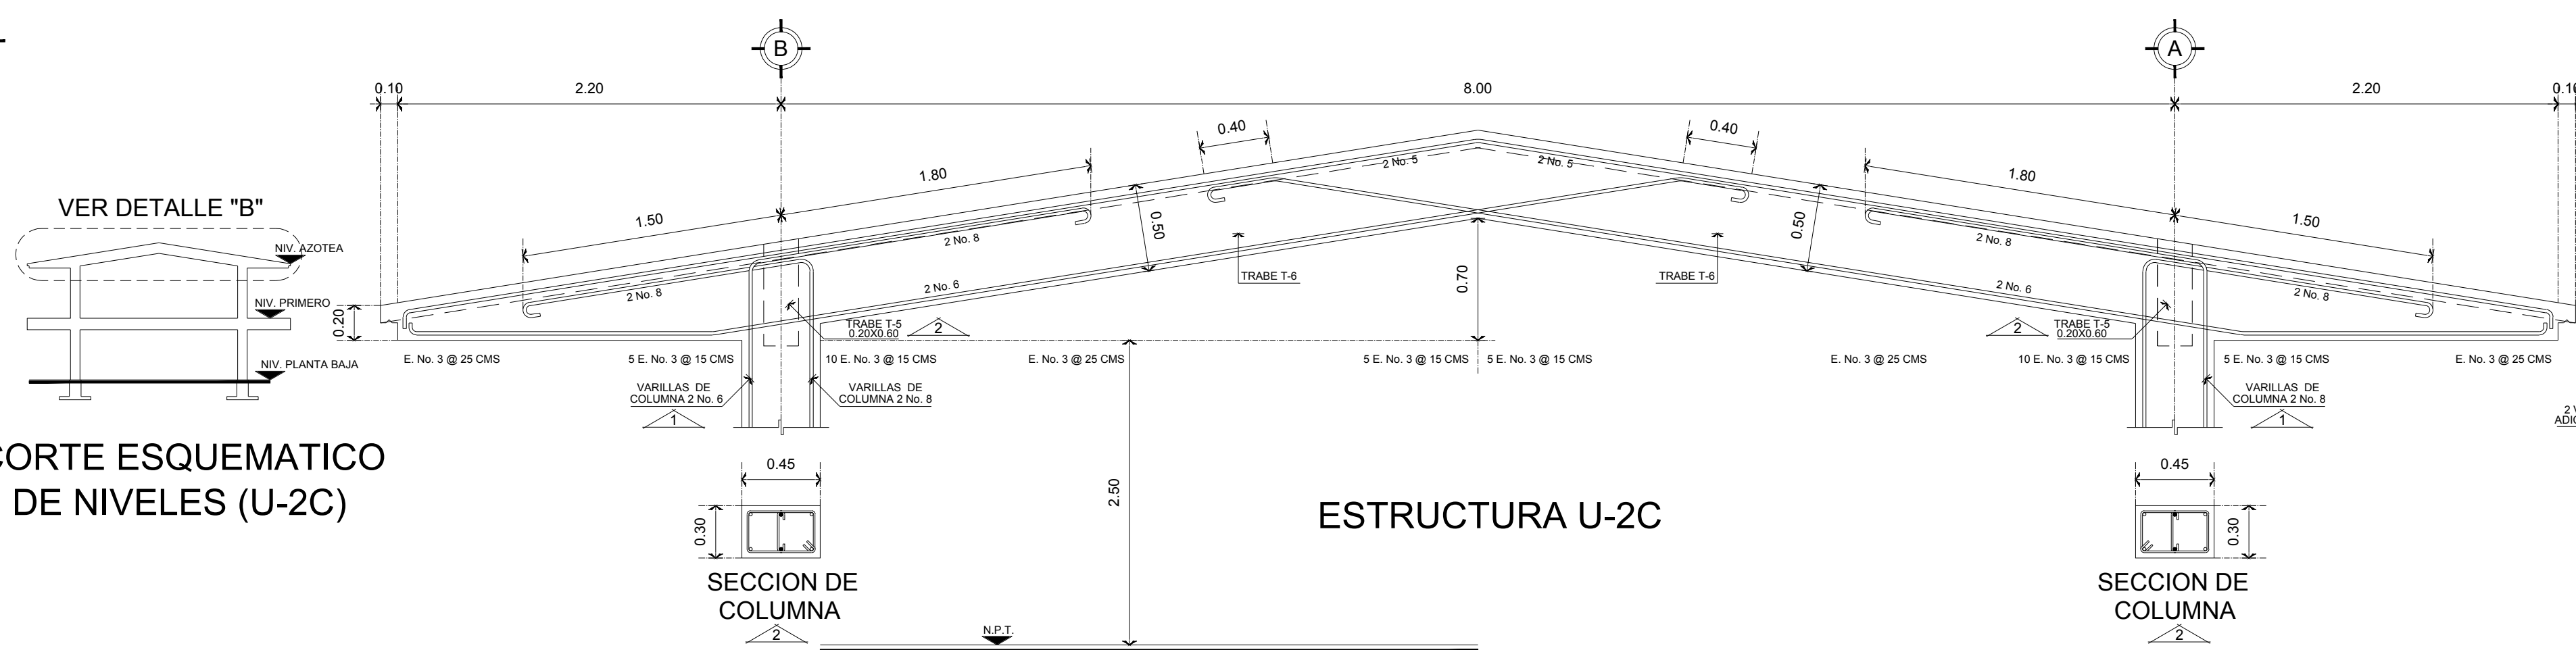 B
A
0.10
2.20
8.00
2.20
0.10
0.40
0.40
2 No. 5
2 No. 5
1.80
1.80
1.50
1.50
0.50
0.50
2 No. 8
2 No. 8
2 No. 8
2 No. 8
2 No. 6
2 No. 6
TRABE T-6
TRABE T-6
0.70
0.20
VER DETALLE "B"
NIV. AZOTEA
NIV. PRIMERO
NIV. PLANTA BAJA
TRABE T-5
0.20X0.60
2
2
TRABE T-5
0.20X0.60
E. No. 3 @ 25 CMS
5 E. No. 3 @ 15 CMS
10 E. No. 3 @ 15 CMS
E. No. 3 @ 25 CMS
5 E. No. 3 @ 15 CMS
5 E. No. 3 @ 15 CMS
E. No. 3 @ 25 CMS
10 E. No. 3 @ 15 CMS
5 E. No. 3 @ 15 CMS
E. No. 3 @ 25 CMS
VARILLAS DE
COLUMNA 2 No. 6
1
VARILLAS DE
COLUMNA 2 No. 8
VARILLAS DE
COLUMNA 2 No. 8
1
CORTE ESQUEMATICO
DE NIVELES (U-2C)
0.45
0.30
SECCION DE
COLUMNA
2
2.50
ESTRUCTURA U-2C
N.P.T.
0.45
0.30
SECCION DE
COLUMNA
2